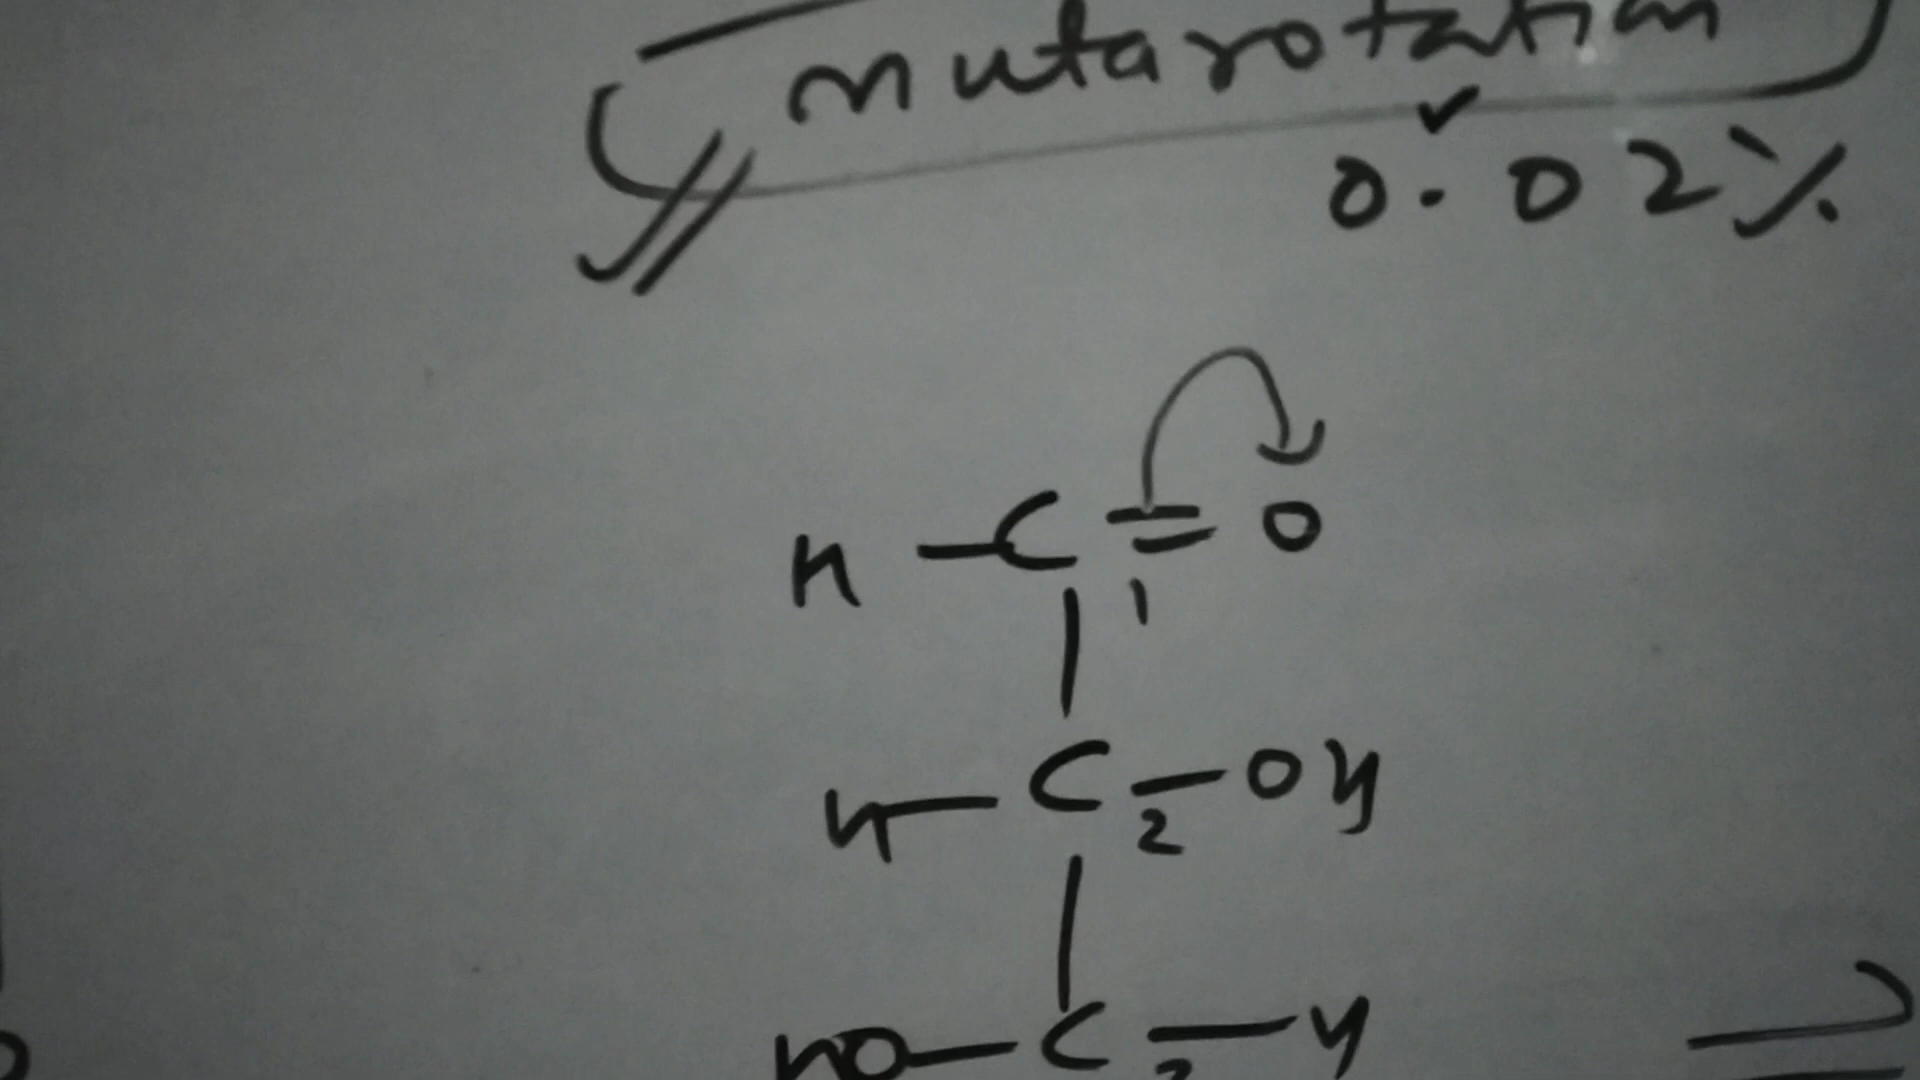 mutarotation
0.02%
H-C=O
1
H-C-OH
2
HO-C-H